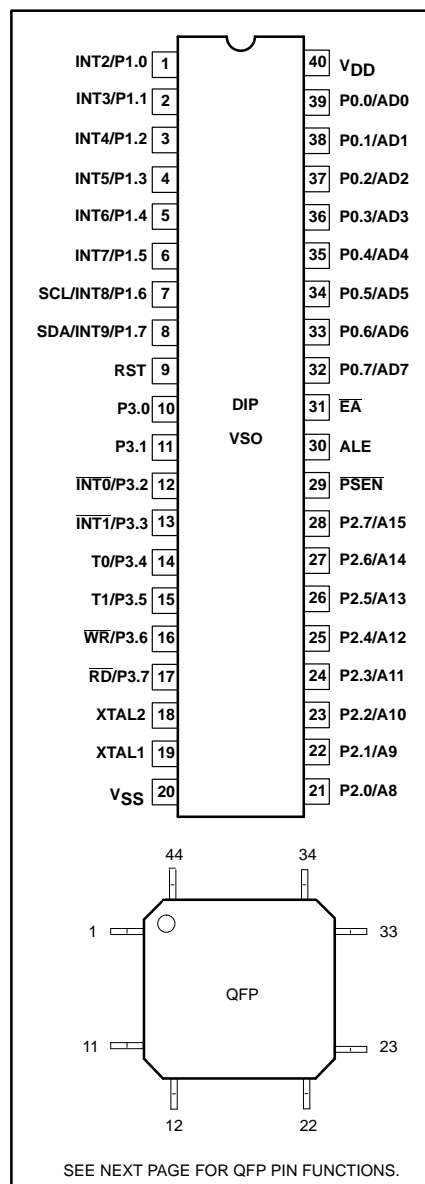 INT2/P1.0 1 40 VDD
INT3/P1.1 2 39 P0.0/AD0
INT4/P1.2 3 38 P0.1/AD1
INT5/P1.3 4 37 P0.2/AD2
INT6/P1.4 5 36 P0.3/AD3
INT7/P1.5 6 35 P0.4/AD4
SCL/INT8/P1.6 7 34 P0.5/AD5
SDA/INT9/P1.7 8 33 P0.6/AD6
RST 9 32 P0.7/AD7
P3.0 10 DIP 31 E̅A̅
P3.1 11 VSO 30 ALE
I̅N̅T̅0̅/P3.2 12 29 P̅S̅E̅N̅
I̅N̅T̅1̅/P3.3 13 28 P2.7/A15
T0/P3.4 14 27 P2.6/A14
T1/P3.5 15 26 P2.5/A13
W̅R̅/P3.6 16 25 P2.4/A12
R̅D̅/P3.7 17 24 P2.3/A11
XTAL2 18 23 P2.2/A10
XTAL1 19 22 P2.1/A9
VSS 20 21 P2.0/A8
44 34
1 33
QFP
11 23
12 22
SEE NEXT PAGE FOR QFP PIN FUNCTIONS.